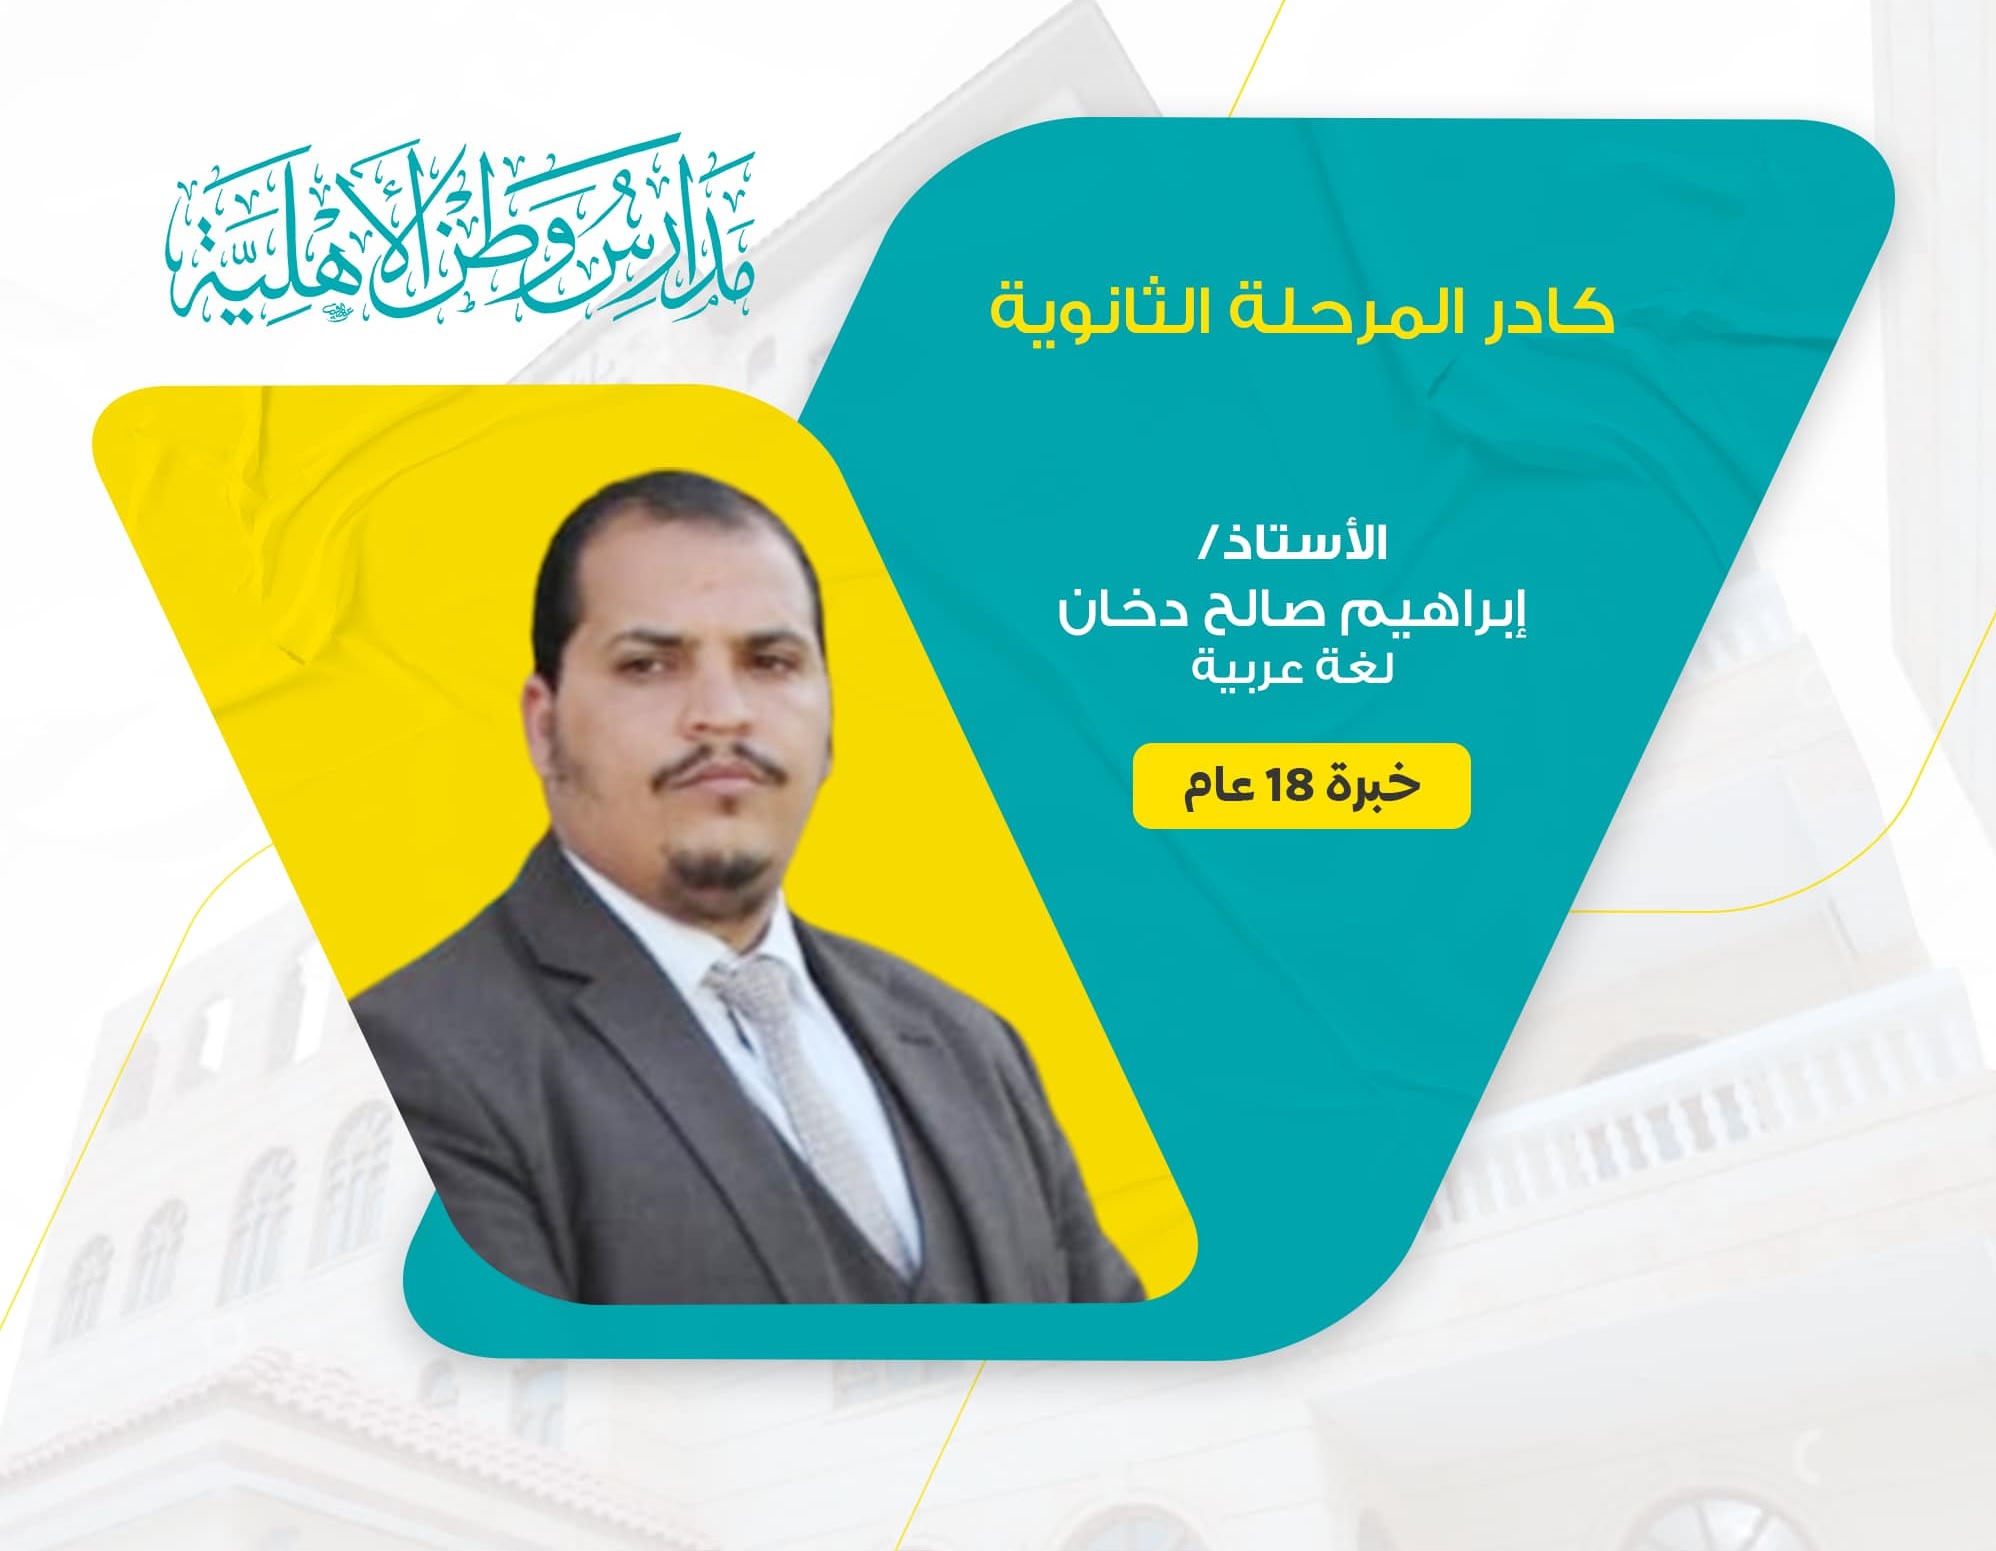 مدارس وطن الأهلية
كادر المرحلة الثانوية
الأستاذ/
إبراهيم صالح دخان
لغة عربية
خبرة 18 عام